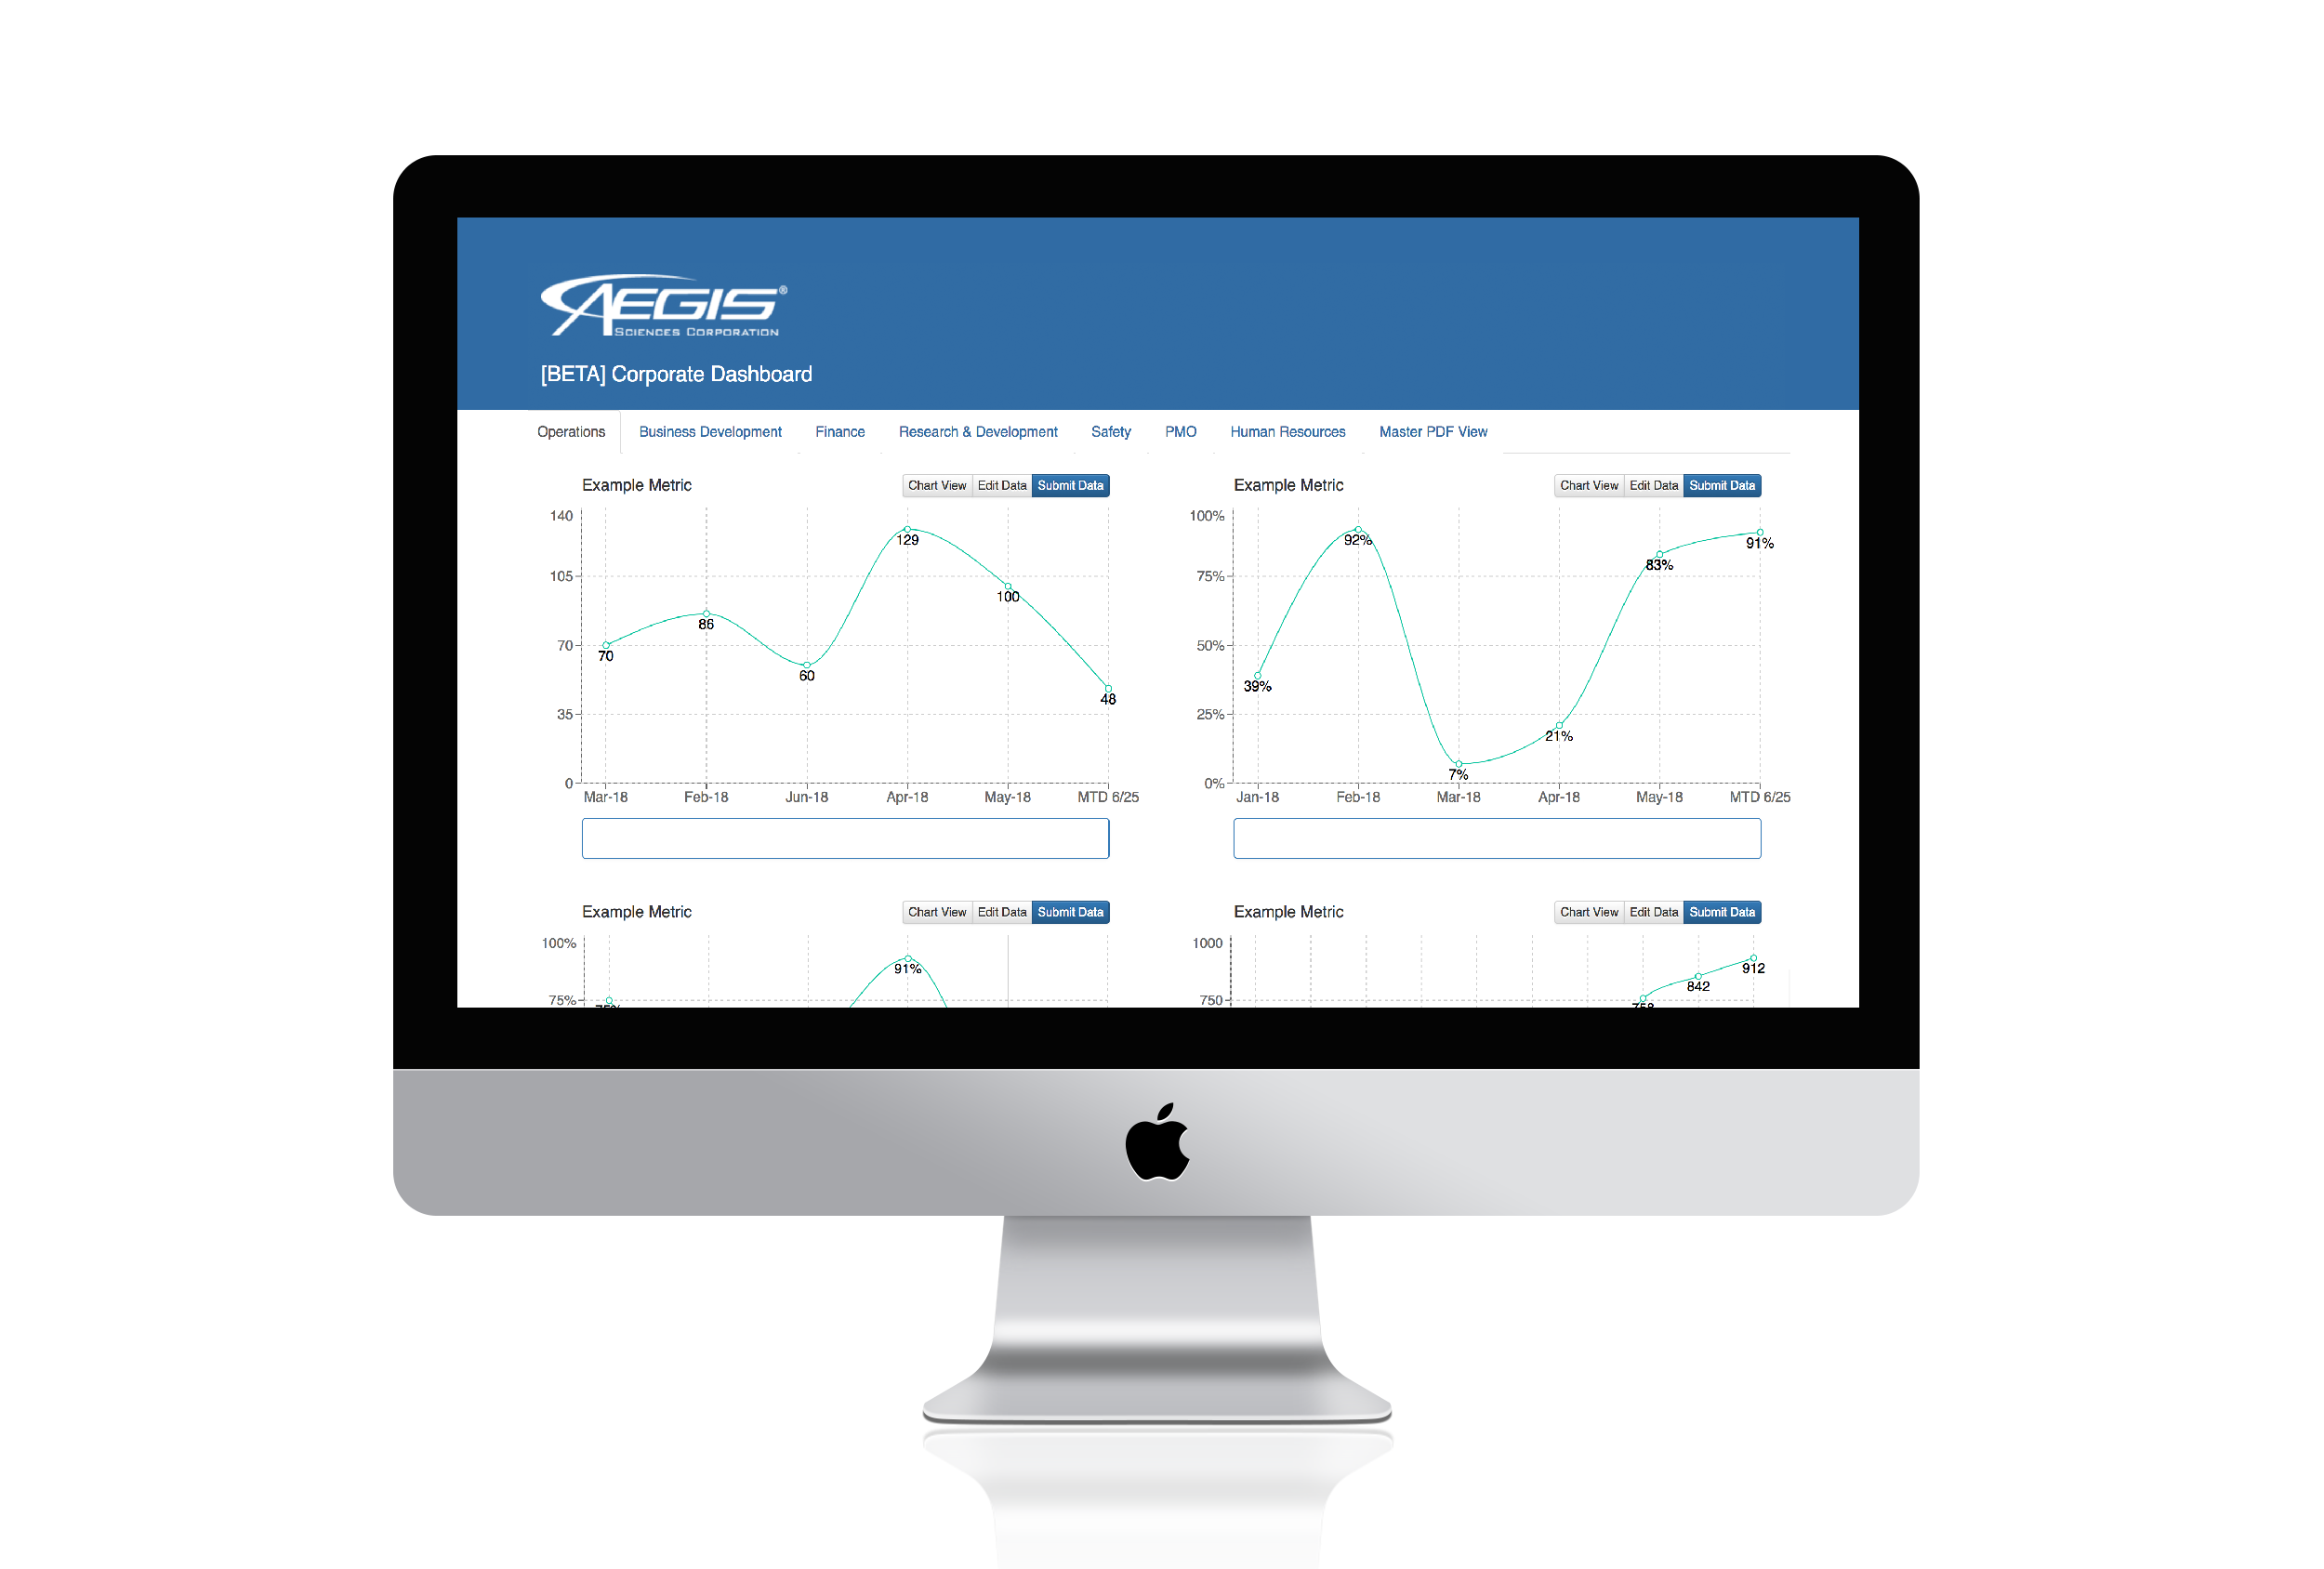 AEGIS®
SCIENCES CORPORATION
[BETA] Corporate Dashboard
Operations Business Development Finance Research & Development Safety PMO Human Resources Master PDF View
Example Metric Chart View Edit Data Submit Data
140
105
70
35
0
70
86
60
129
100
48
Mar-18 Feb-18 Jun-18 Apr-18 May-18 MTD 6/25
Example Metric Chart View Edit Data Submit Data
100%
75%
50%
25%
0%
39%
92%
7%
21%
83%
91%
Jan-18 Feb-18 Mar-18 Apr-18 May-18 MTD 6/25
Example Metric Chart View Edit Data Submit Data
100%
75%
91%
Example Metric Chart View Edit Data Submit Data
1000
750
842
912